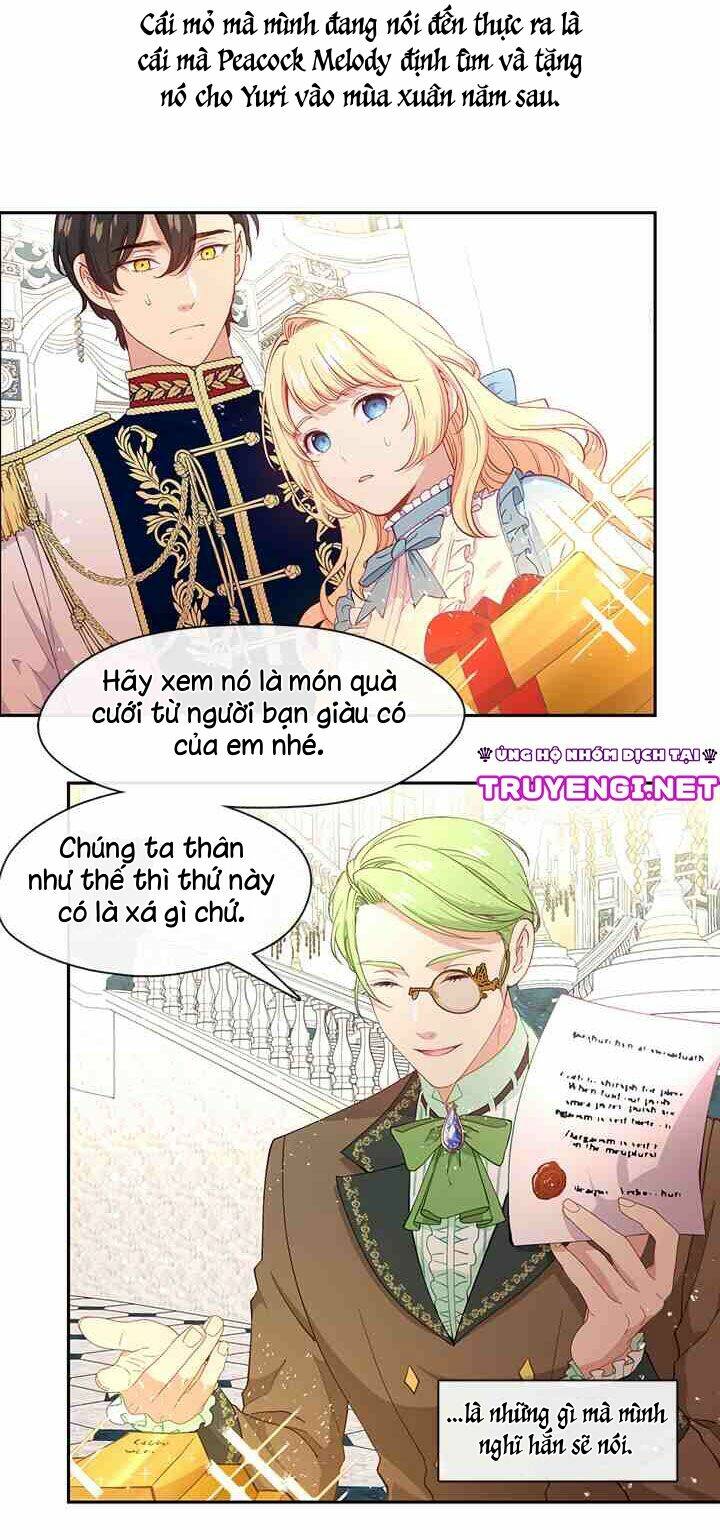 Cái mỏ mà mình đang nói đến thực ra là
cái mà Peacock Melody định tìm và tặng
nó cho Yuri vào mùa xuân năm sau.
Hãy xem nó là món quà
cưới từ người bạn giàu có
của em nhé.
ỦNG HỘ NHÓM DỊCH TẠI
TRUYENGI.NET
Chúng ta thân
như thế thì thứ này
có là xá gì chứ.
...là những gì mà mình
nghĩ hắn sẽ nói.